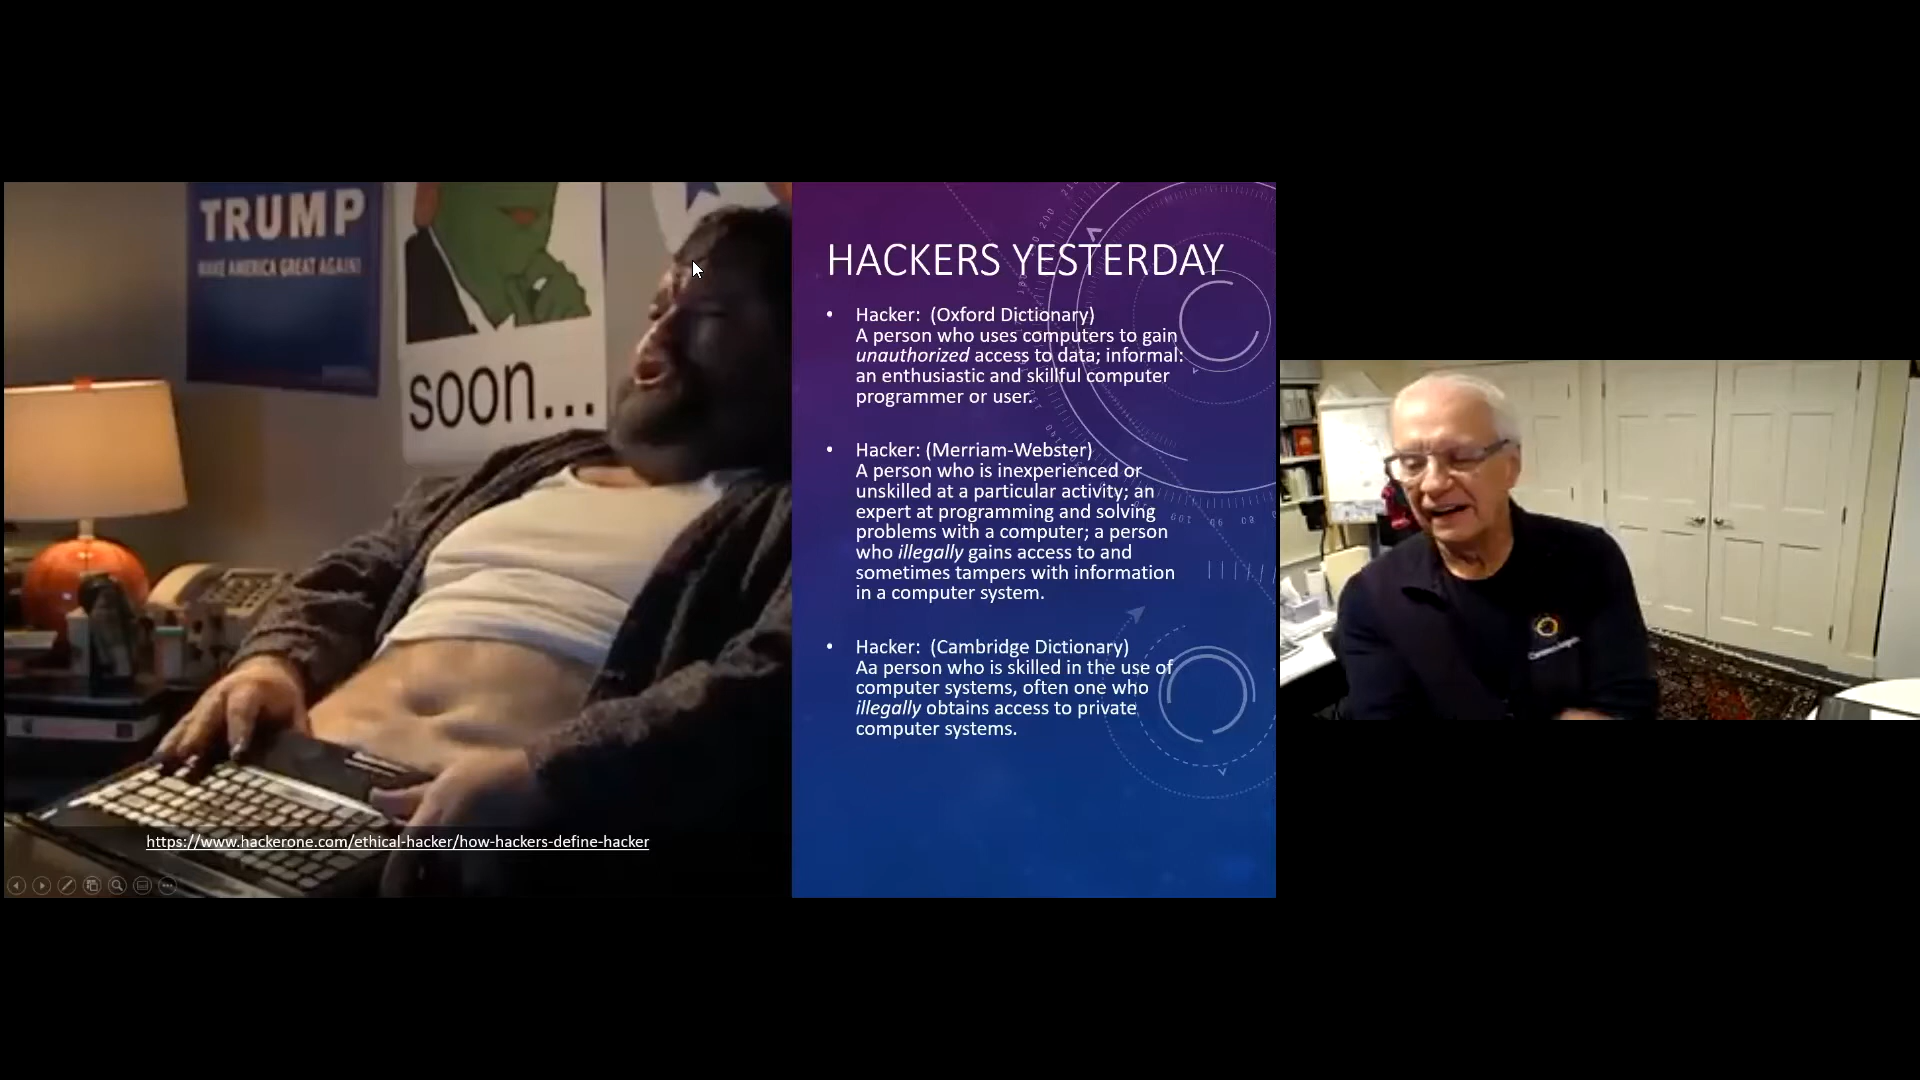 TRUMP
MAKE AMERICA GREAT AGAIN!
soon...
https://www.hackerone.com/ethical-hacker/how-hackers-define-hacker
HACKERS YESTERDAY
• Hacker: (Oxford Dictionary)
A person who uses computers to gain
unauthorized access to data; informal:
an enthusiastic and skillful computer
programmer or user.
• Hacker: (Merriam-Webster)
A person who is inexperienced or
unskilled at a particular activity; an
expert at programming and solving
problems with a computer; a person
who illegally gains access to and
sometimes tampers with information
in a computer system.
• Hacker: (Cambridge Dictionary)
Aa person who is skilled in the use of
computer systems, often one who
illegally obtains access to private
computer systems.